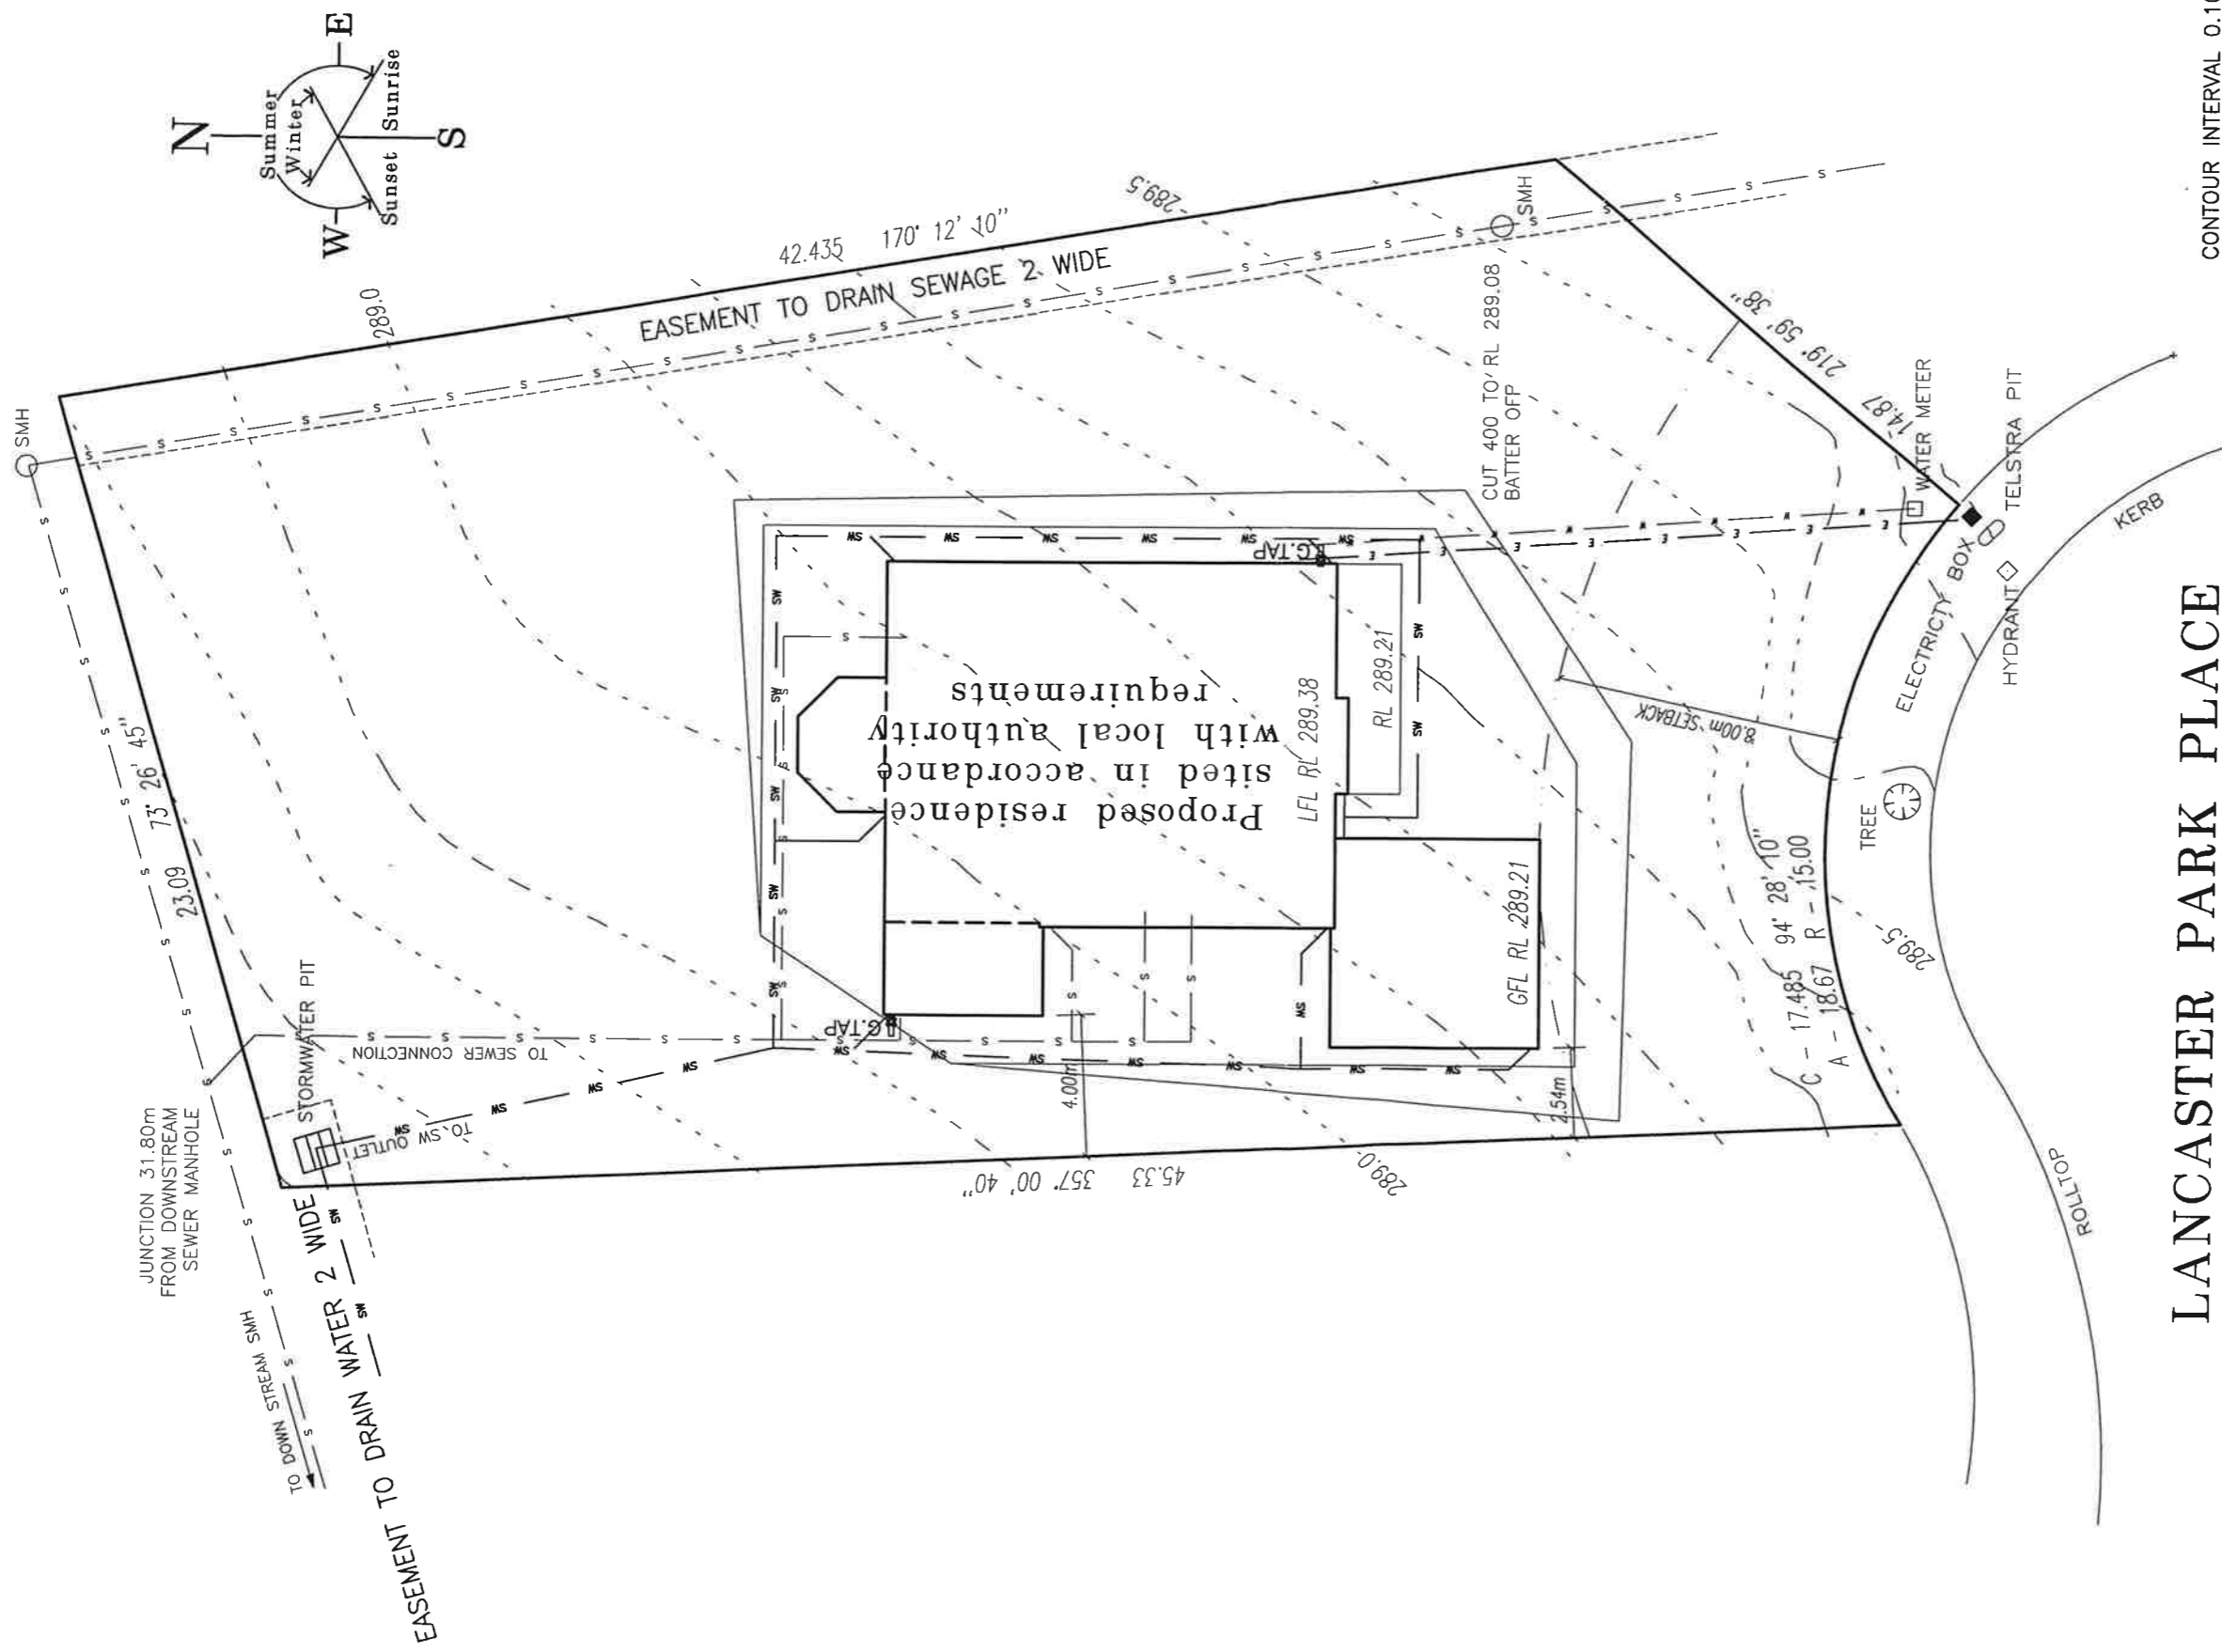 N
Summer
Winter
W
E
Sunset Sunrise
S
SMH
289.0
42.435 170° 12' 10"
289.5
EASEMENT TO DRAIN SEWAGE 2 WIDE
23.09 73° 26' 45"
JUNCTION 31.80m
FROM DOWNSTREAM
SEWER MANHOLE
STORMWATER PIT
TO SEWER CONNECTION
TO SW OUTLET
TO DOWN STREAM SMH
EASEMENT TO DRAIN WATER 2 WIDE
G.TAP
G.TAP
Proposed residence
sited in accordance
with local authority
requirements
LFL RL 289.38
RL 289.21
GFL RL 289.21
CUT 400 TO RL 289.08
BATTER OFF
SMH
219° 59' 38"
14.87
4.00m
2.54m
45.33 357° 00' 40"
289.0
8.00m SETBACK
C - 17.485 94° 28' 10"
A - 18.67 R - 15.00
289.5
TREE
WATER METER
ELECTRICTY BOX
TELSTRA PIT
HYDRANT
KERB
ROLLTOP
LANCASTER PARK PLACE
CONTOUR INTERVAL 0.10